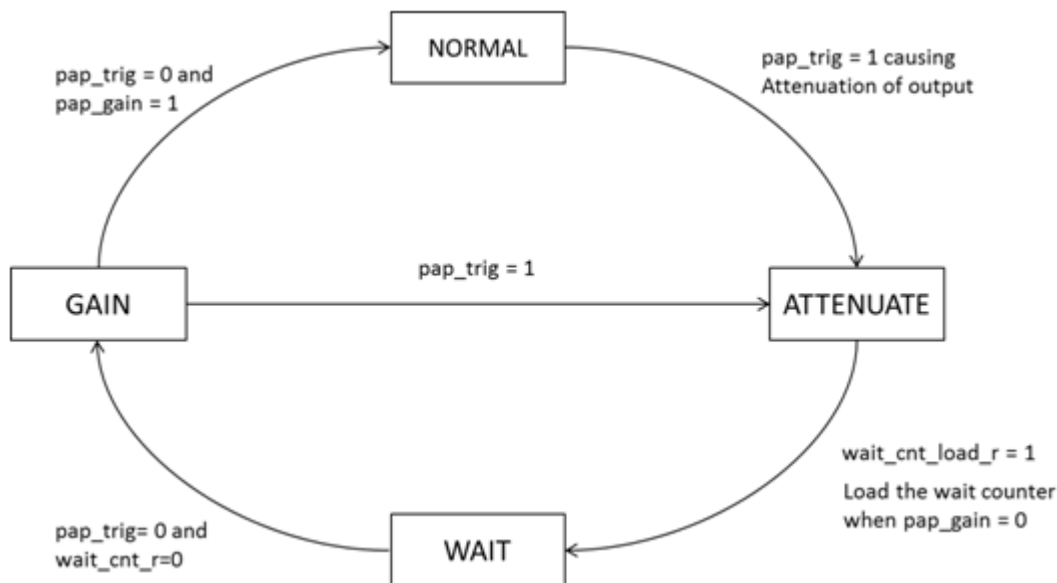 NORMAL
pap_trig = 0 and
pap_gain = 1
pap_trig = 1 causing
Attenuation of output
pap_trig = 1
GAIN
ATTENUATE
wait_cnt_load_r = 1
Load the wait counter
when pap_gain = 0
pap_trig= 0 and
wait_cnt_r=0
WAIT